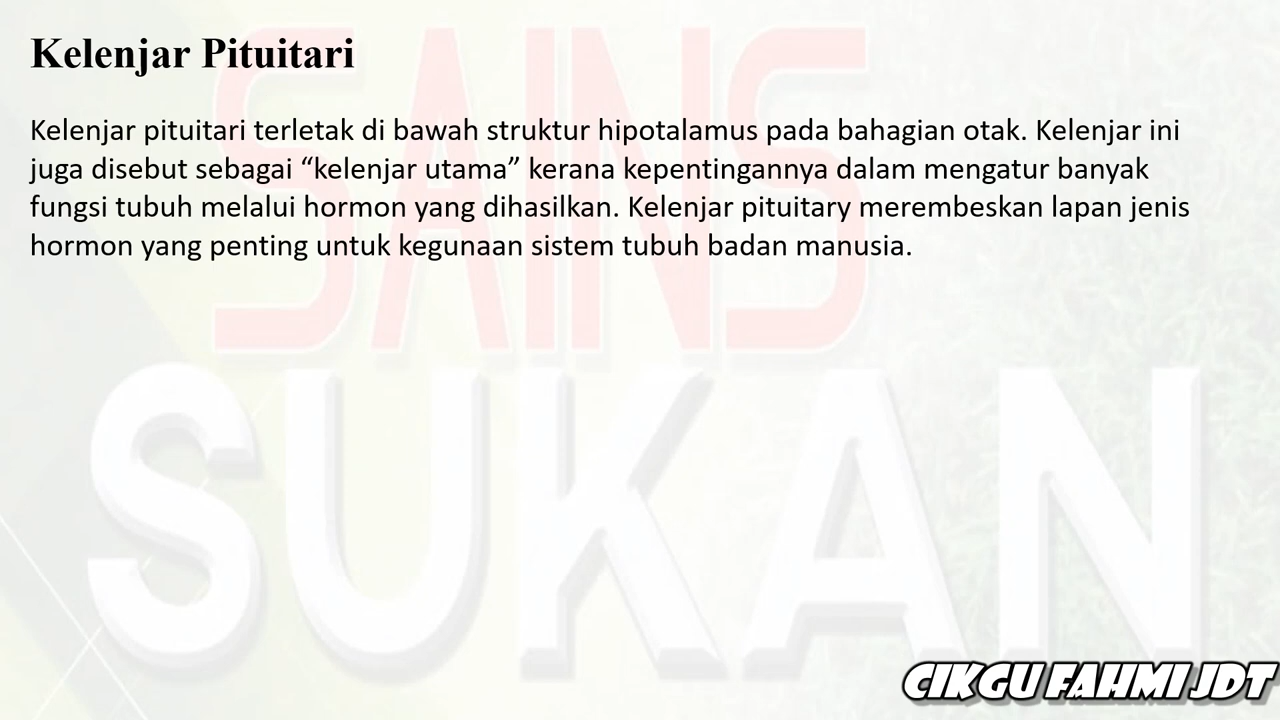 Kelenjar Pituitari
Kelenjar pituitari terletak di bawah struktur hipotalamus pada bahagian otak. Kelenjar ini
juga disebut sebagai “kelenjar utama” kerana kepentingannya dalam mengatur banyak
fungsi tubuh melalui hormon yang dihasilkan. Kelenjar pituitary merembeskan lapan jenis
hormon yang penting untuk kegunaan sistem tubuh badan manusia.
SAINS
SUKAN
CIKGU FAHMI JDT